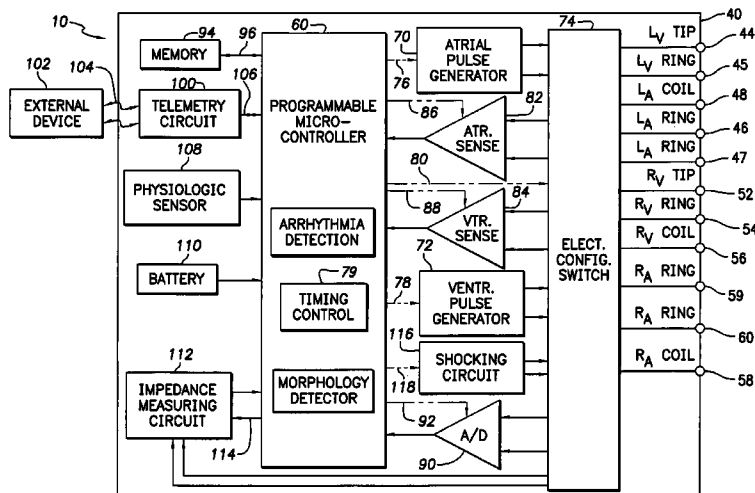 10
94
MEMORY
96
60
PROGRAMMABLE
MICRO-
CONTROLLER
70
ATRIAL
PULSE
GENERATOR
76
74
40
LV TIP
44
LV RING
45
LA COIL
48
LA RING
46
LA RING
47
RV TIP
52
RV RING
54
RV COIL
56
RA RING
59
RA RING
60
RA COIL
58
102
104
EXTERNAL
DEVICE
100
106
TELEMETRY
CIRCUIT
86
82
ATR.
SENSE
108
PHYSIOLOGIC
SENSOR
80
88
84
VTR.
SENSE
ARRHYTHMIA
DETECTION
ELECT.
CONFIG.
SWITCH
110
BATTERY
79
TIMING
CONTROL
72
78
VENTR.
PULSE
GENERATOR
116
SHOCKING
CIRCUIT
118
112
IMPEDANCE
MEASURING
CIRCUIT
114
MORPHOLOGY
DETECTOR
92
A/D
90